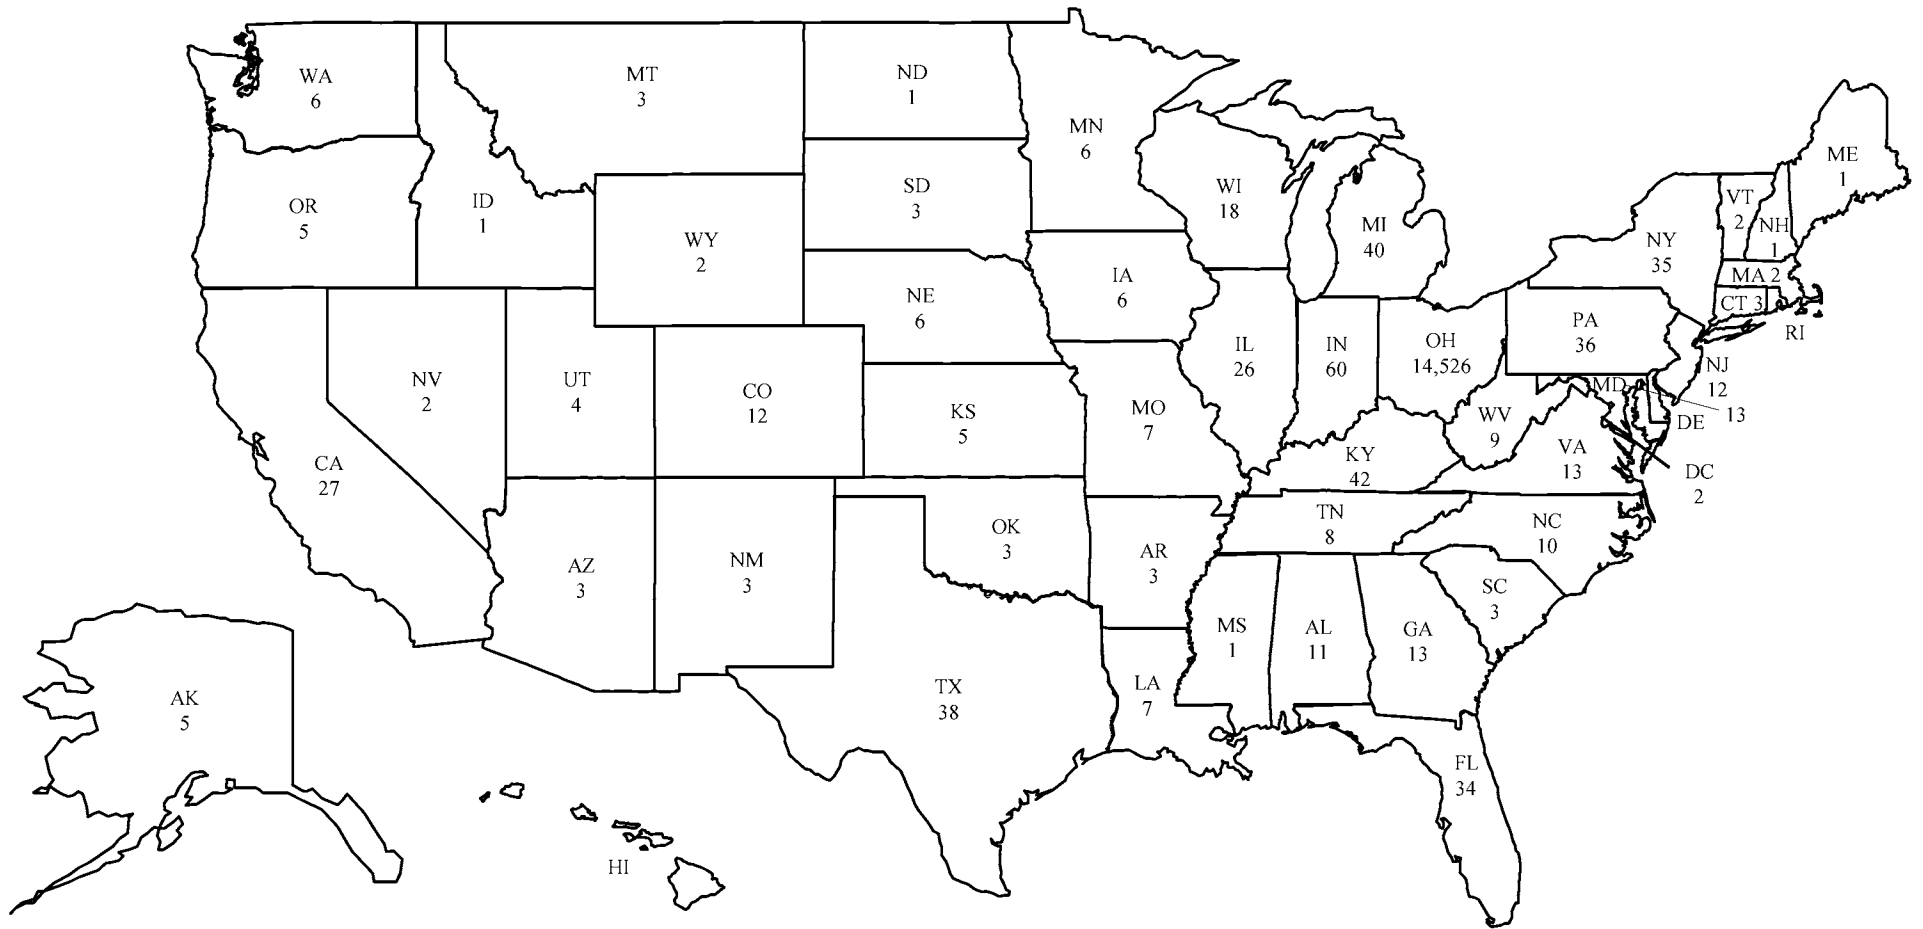 WA
6
MT
3
ND
1
MN
6
ME
1
OR
5
ID
1
SD
3
WI
18
VT
2
NH
1
WY
2
MI
40
NY
35
MA 2
IA
6
CT 3
RI
NE
6
PA
36
NV
2
UT
4
CO
12
IL
26
IN
60
OH
14,526
NJ
12
MD
13
DE
KS
5
MO
7
WV
9
VA
13
DC
2
CA
27
KY
42
TN
8
NC
10
OK
3
AR
3
AZ
3
NM
3
SC
3
MS
1
AL
11
GA
13
AK
5
TX
38
LA
7
FL
34
HI